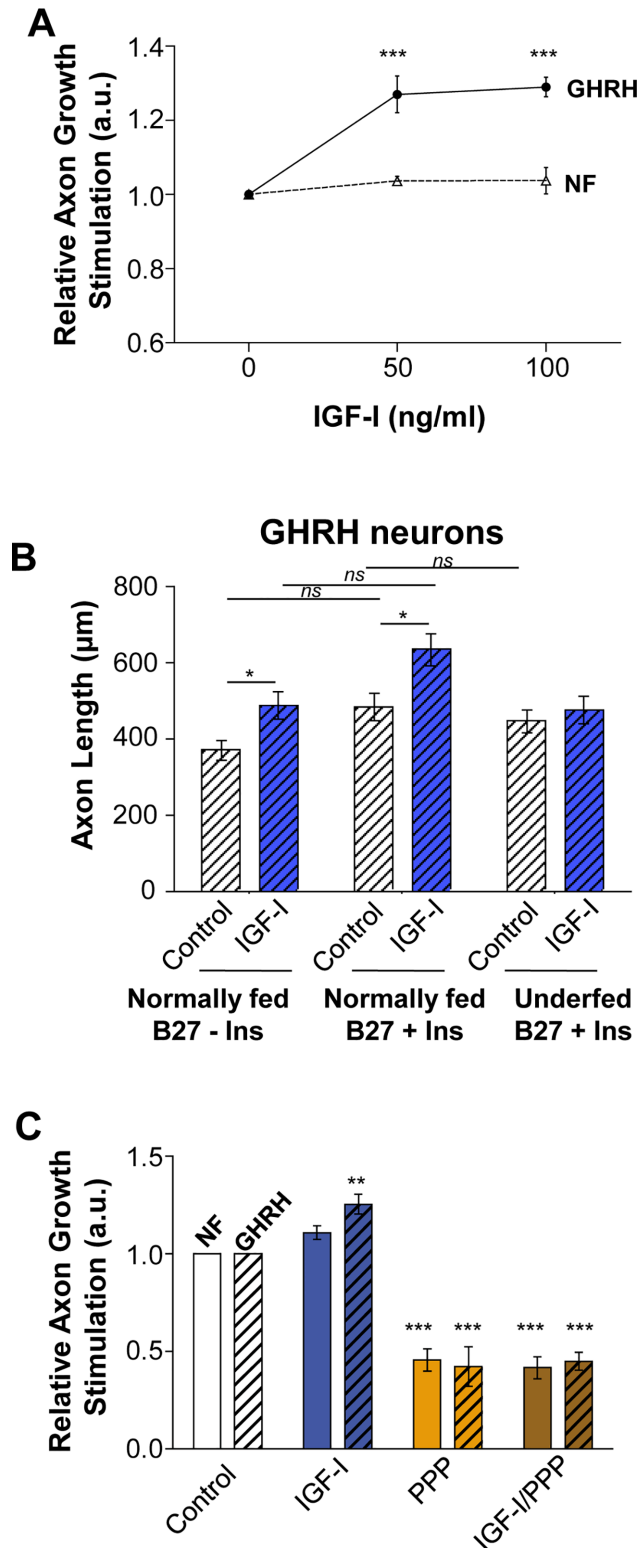 A
Relative Axon Growth
Stimulation (a.u.)
1.4
1.2
1.0
0.8
0.6
*** ***
GHRH
NF
0 50 100
IGF-I (ng/ml)
B
GHRH neurons
Axon Length (µm)
800
600
400
200
0
ns
ns
ns
*
*
Control IGF-I Control IGF-I Control IGF-I
Normally fed Normally fed Underfed
B27 - Ins B27 + Ins B27 + Ins
C
Relative Axon Growth
Stimulation (a.u.)
1.5
1.0
0.5
0.0
NF GHRH
**
*** *** *** ***
Control IGF-I PPP IGF-I/PPP